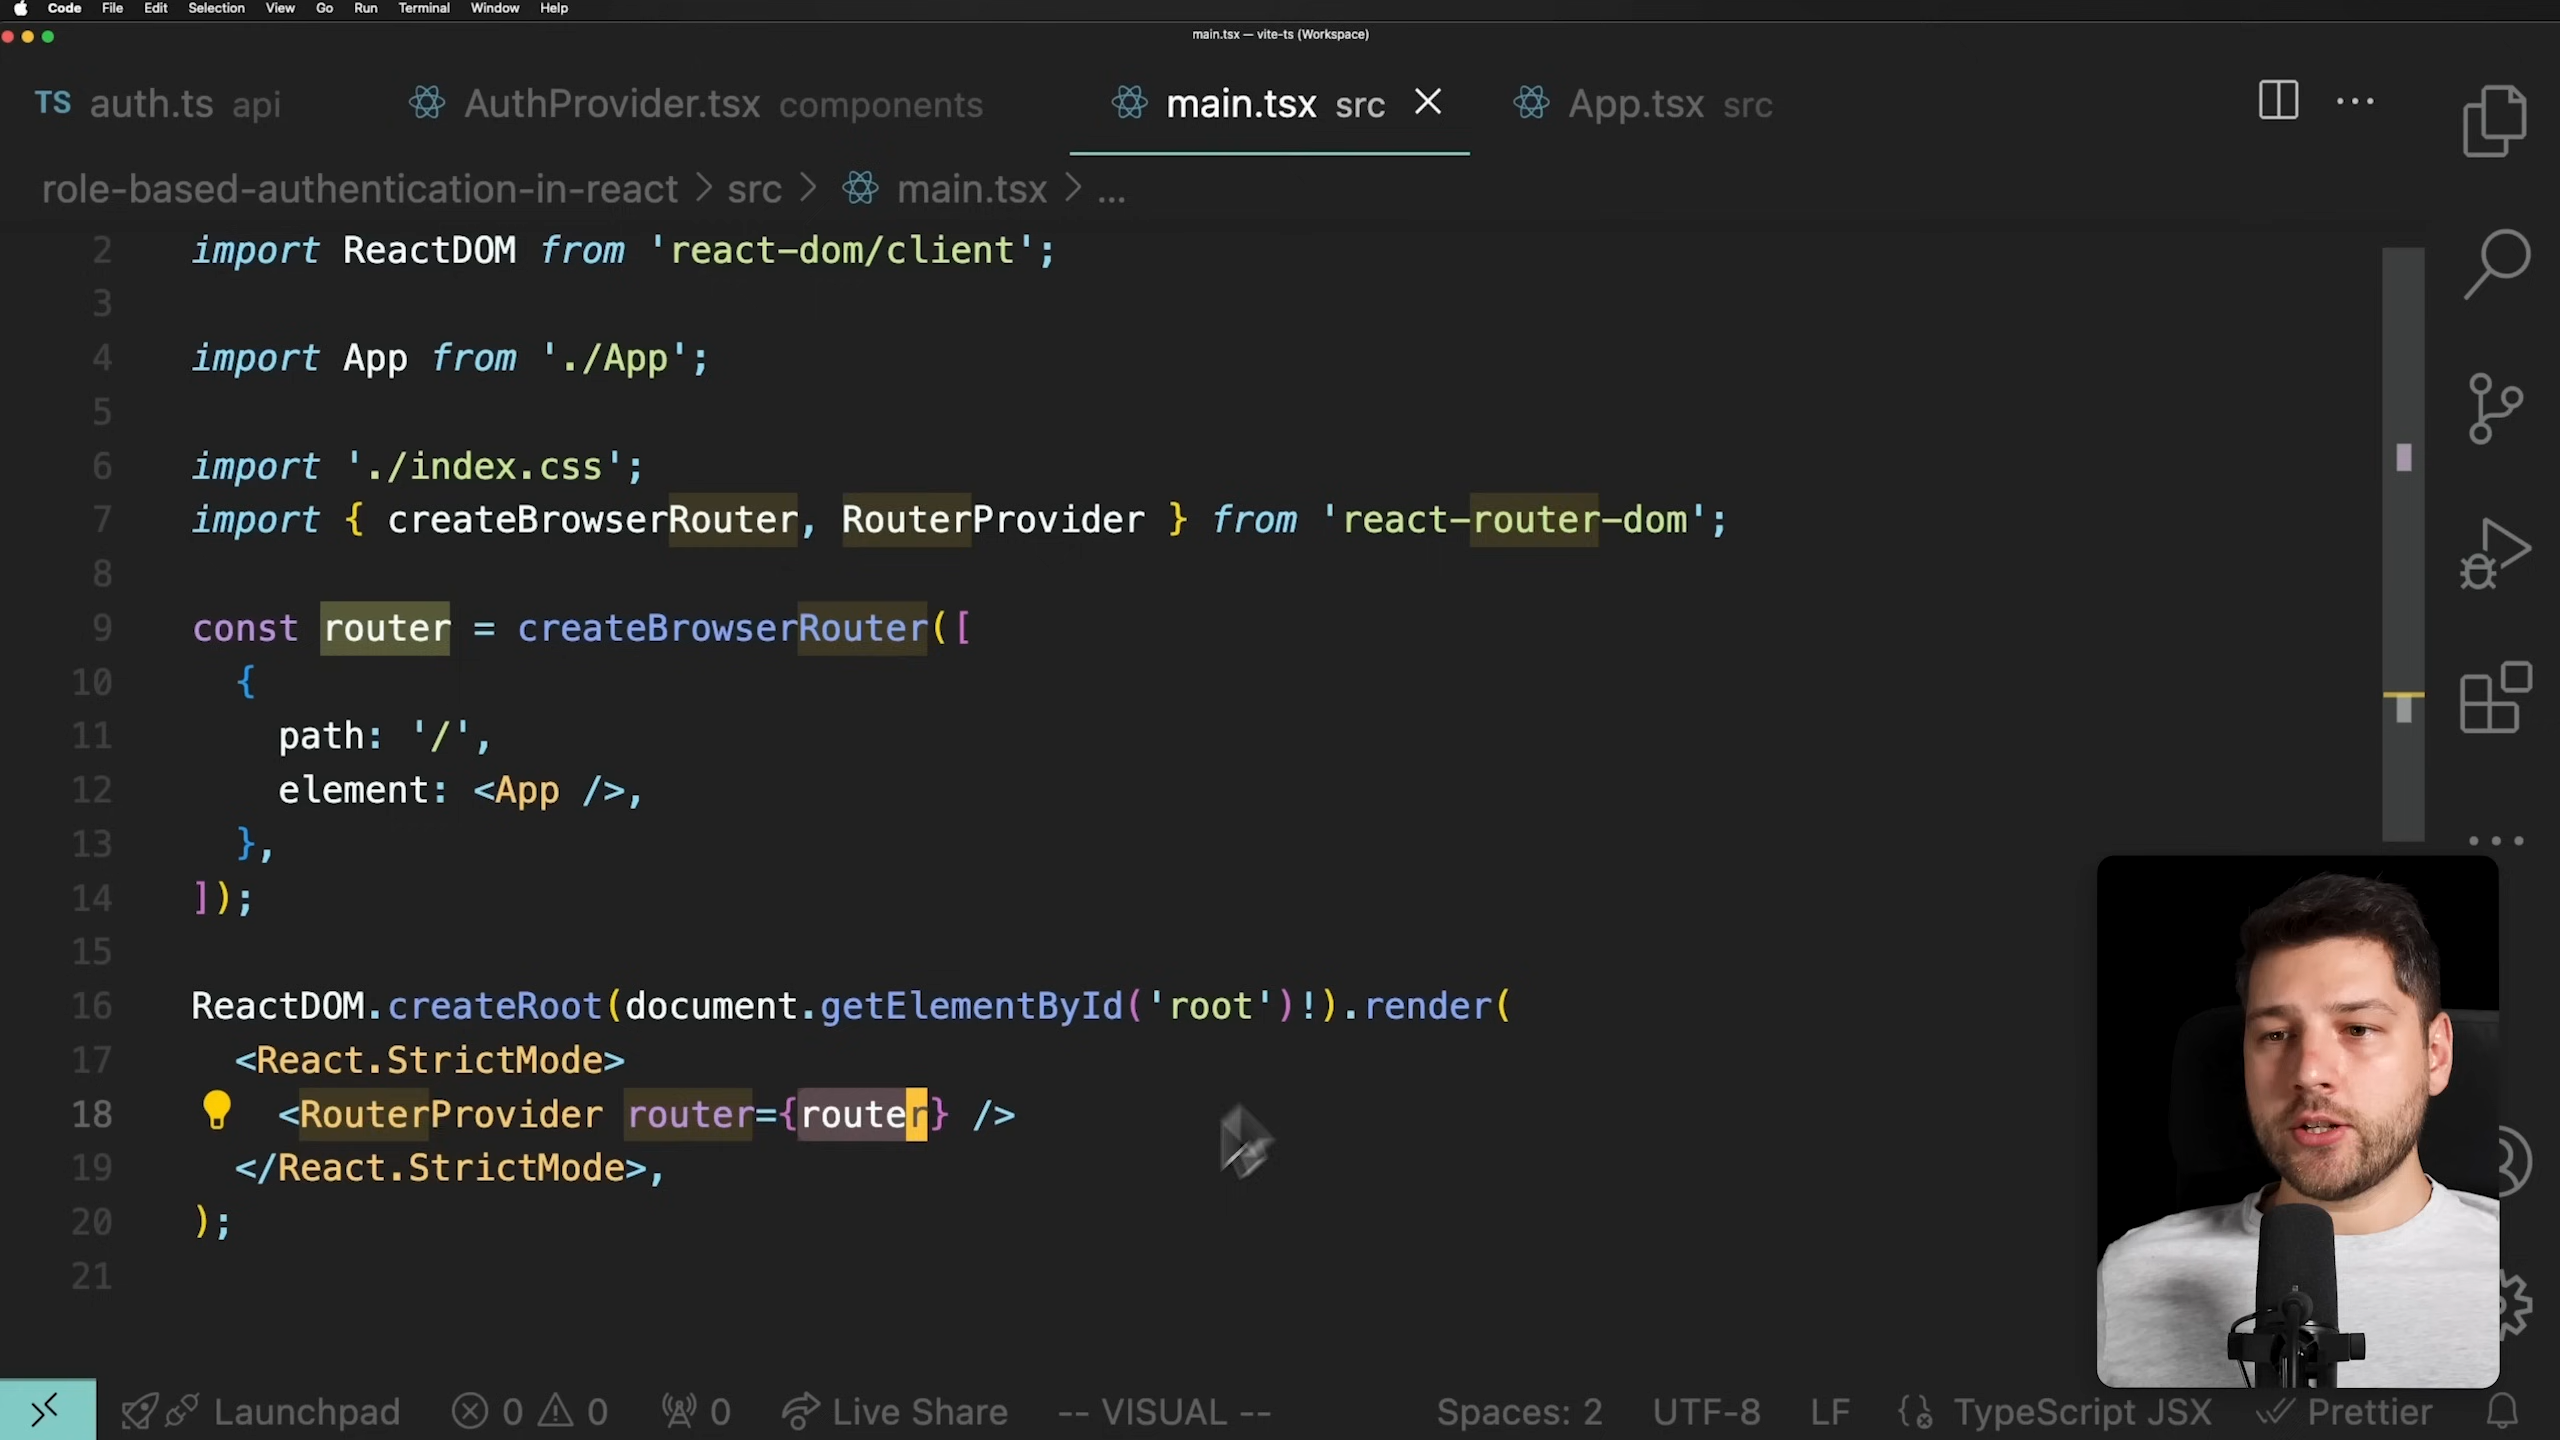 Code File Edit Selection View Go Run Terminal Window Help
main.tsx — vite-ts (Workspace)
TS auth.ts api AuthProvider.tsx components main.tsx src App.tsx src
role-based-authentication-in-react > src > main.tsx > ...
2 import ReactDOM from 'react-dom/client';
3
4 import App from './App';
5
6 import './index.css';
7 import { createBrowserRouter, RouterProvider } from 'react-router-dom';
8
9 const router = createBrowserRouter([
10 {
11 path: '/',
12 element: <App />,
13 },
14 ]);
15
16 ReactDOM.createRoot(document.getElementById('root')!).render(
17 <React.StrictMode>
18 <RouterProvider router={router} />
19 </React.StrictMode>,
20 );
21
Launchpad 0 0 0 Live Share -- VISUAL -- Spaces: 2 UTF-8 LF TypeScript JSX Prettier